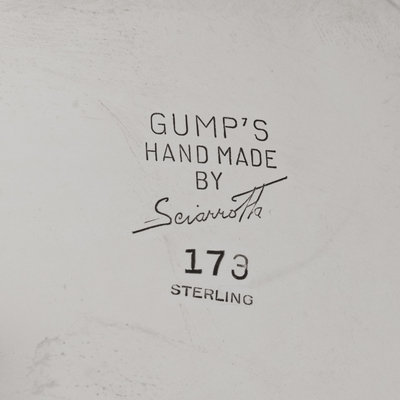 GUMP'S
HAND MADE
BY
Sciarrotta
173
STERLING